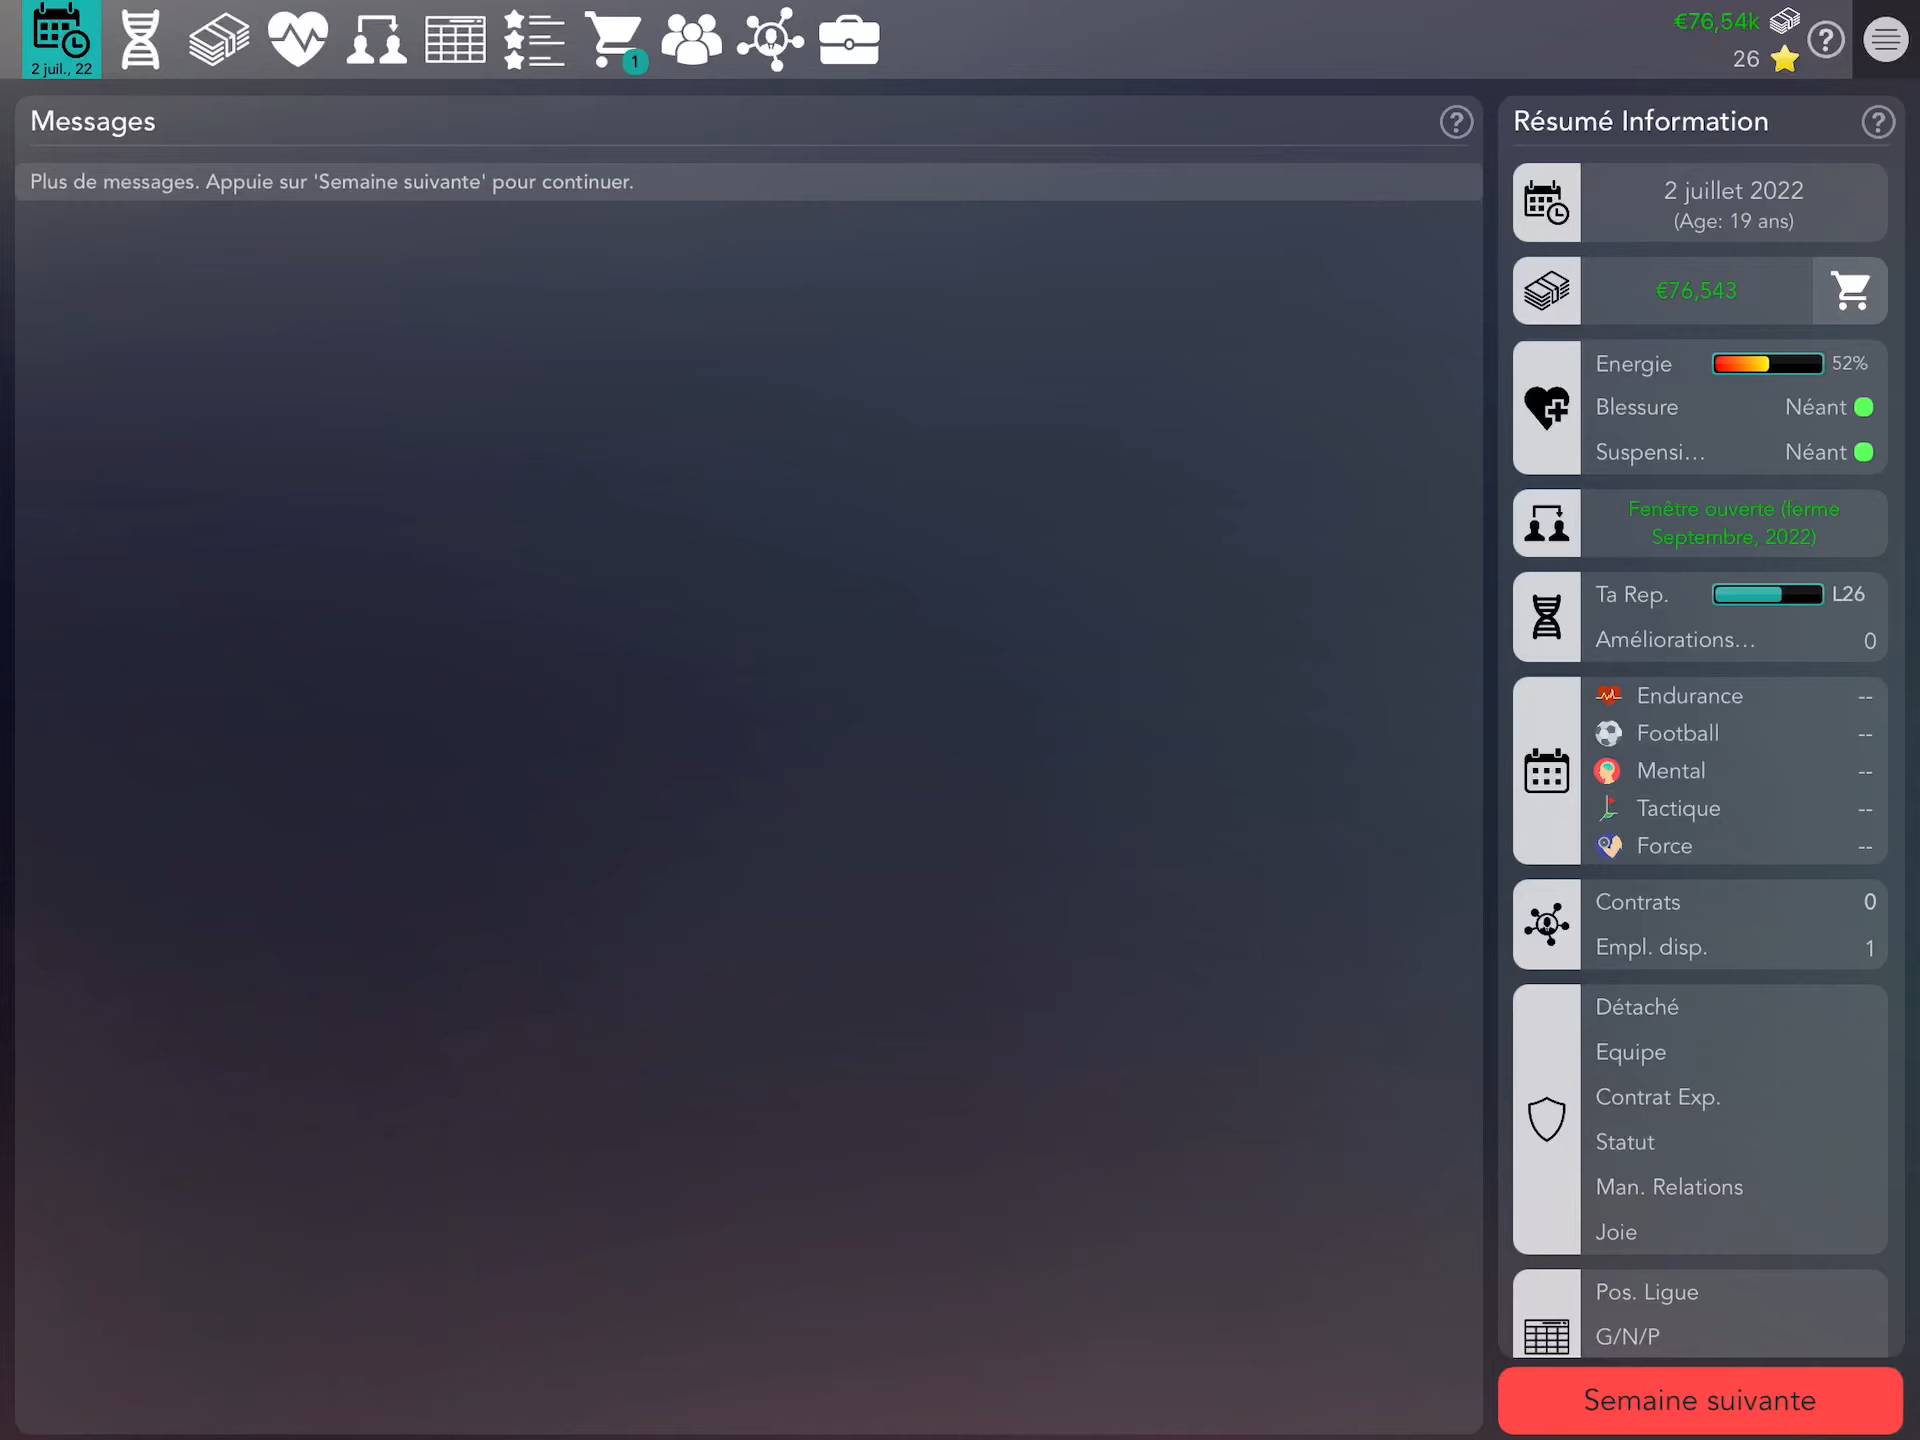 2 juil., 22
1
€76,54k
26
?
Messages
?
Plus de messages. Appuie sur 'Semaine suivante' pour continuer.
Résumé Information
?
2 juillet 2022
(Age: 19 ans)
€76,543
Energie 52%
Blessure Néant
Suspensi... Néant
Fenêtre ouverte (ferme
Septembre, 2022)
Ta Rep. L26
Améliorations... 0
Endurance --
Football --
Mental --
Tactique --
Force --
Contrats 0
Empl. disp. 1
Détaché
Equipe
Contrat Exp.
Statut
Man. Relations
Joie
Pos. Ligue
G/N/P
Semaine suivante